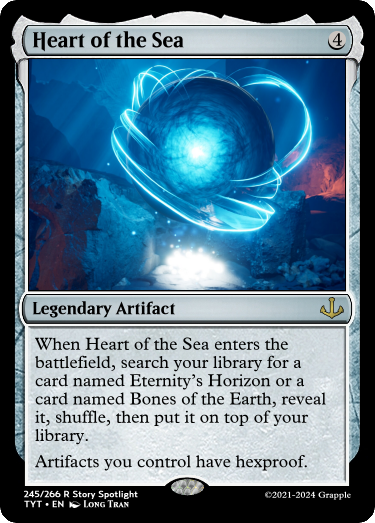 Heart of the Sea 4
Legendary Artifact
When Heart of the Sea enters the
battlefield, search your library for a
card named Eternity's Horizon or a
card named Bones of the Earth, reveal
it, shuffle, then put it on top of your
library.
Artifacts you control have hexproof.
245/266 R Story Spotlight
TYT • EN Long Tran ©2021-2024 Grapple